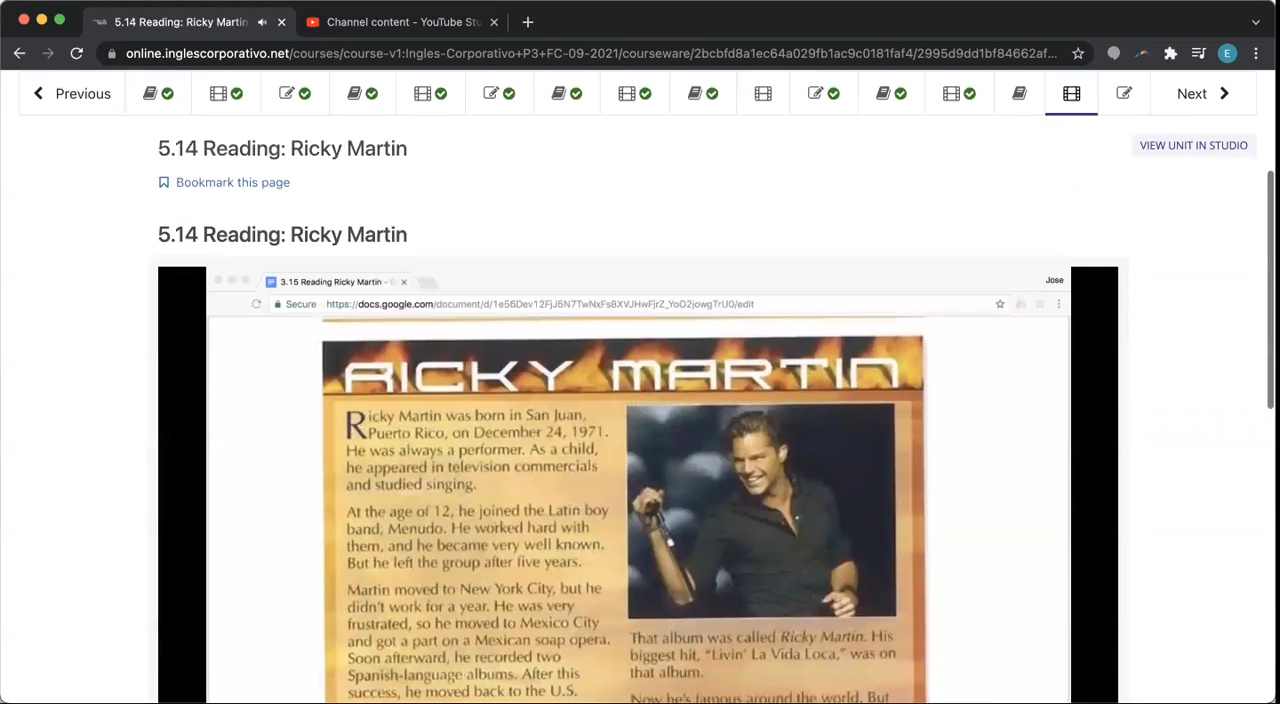 5.14 Reading: Ricky Martin
Channel content - YouTube Stu
online.inglescorporativo.net/courses/course-v1:Ingles-Corporativo+P3+FC-09-2021/courseware/2bcbfd8a1ec64a029fb1ac9c0181faf4/2995d9dd1bf84662af...
E
Previous
Next
5.14 Reading: Ricky Martin
VIEW UNIT IN STUDIO
Bookmark this page
5.14 Reading: Ricky Martin
3.15 Reading Ricky Martin - G
Jose
Secure https://docs.google.com/document/d/1e56Dev12FjJ5N7TwNxFs8XVJHwFjrZ_YoO2jowgTrU0/edit
RICKY MARTIN
Ricky Martin was born in San Juan,
Puerto Rico, on December 24, 1971.
He was always a performer. As a child,
he appeared in television commercials
and studied singing.
At the age of 12, he joined the Latin boy
band, Menudo. He worked hard with
them, and he became very well known.
But he left the group after five years.
Martin moved to New York City, but he
didn't work for a year. He was very
frustrated, so he moved to Mexico City
and got a part on a Mexican soap opera.
Soon afterward, he recorded two
Spanish-language albums. After this
success, he moved back to the U.S.
That album was called Ricky Martin. His
biggest hit, "Livin' La Vida Loca," was on
that album.
Now he's famous around the world. But